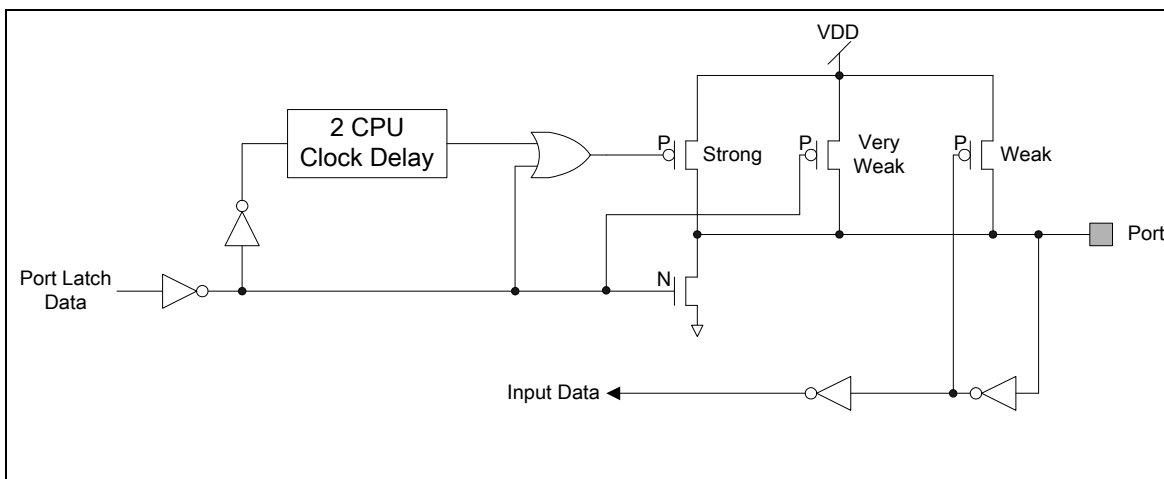 VDD
2 CPU
Clock Delay
P
Strong
P
Very
Weak
P
Weak
Port
N
Port Latch
Data
Input Data